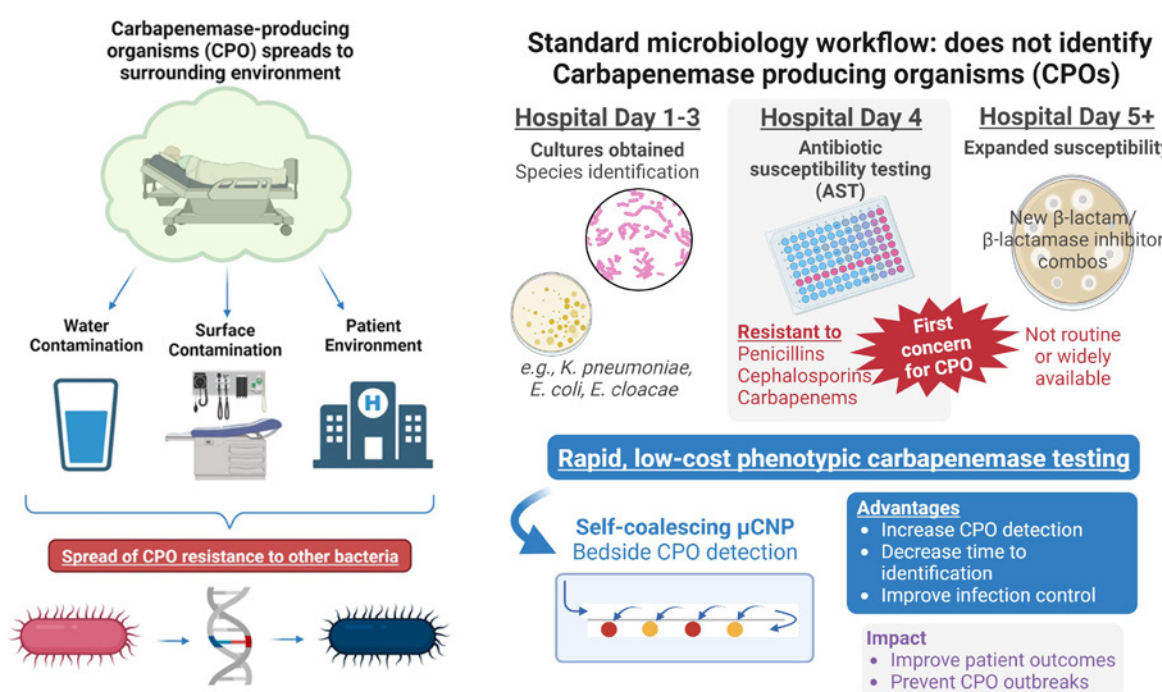 Carbapenemase-producing
organisms (CPO) spreads to
surrounding environment
Water
Contamination
Surface
Contamination
Patient
Environment
H
Spread of CPO resistance to other bacteria
Standard microbiology workflow: does not identify
Carbapenemase producing organisms (CPOs)
Hospital Day 1-3
Cultures obtained
Species identification
e.g., K. pneumoniae,
E. coli, E. cloacae
Hospital Day 4
Antibiotic
susceptibility testing
(AST)
Resistant to
Penicillins
Cephalosporins
Carbapenems
First
concern
for CPO
Hospital Day 5+
Expanded susceptibility
New β-lactam/
β-lactamase inhibitor
combos
Not routine
or widely
available
Rapid, low-cost phenotypic carbapenemase testing
Self-coalescing µCNP
Bedside CPO detection
Advantages
• Increase CPO detection
• Decrease time to
identification
• Improve infection control
Impact
• Improve patient outcomes
• Prevent CPO outbreaks